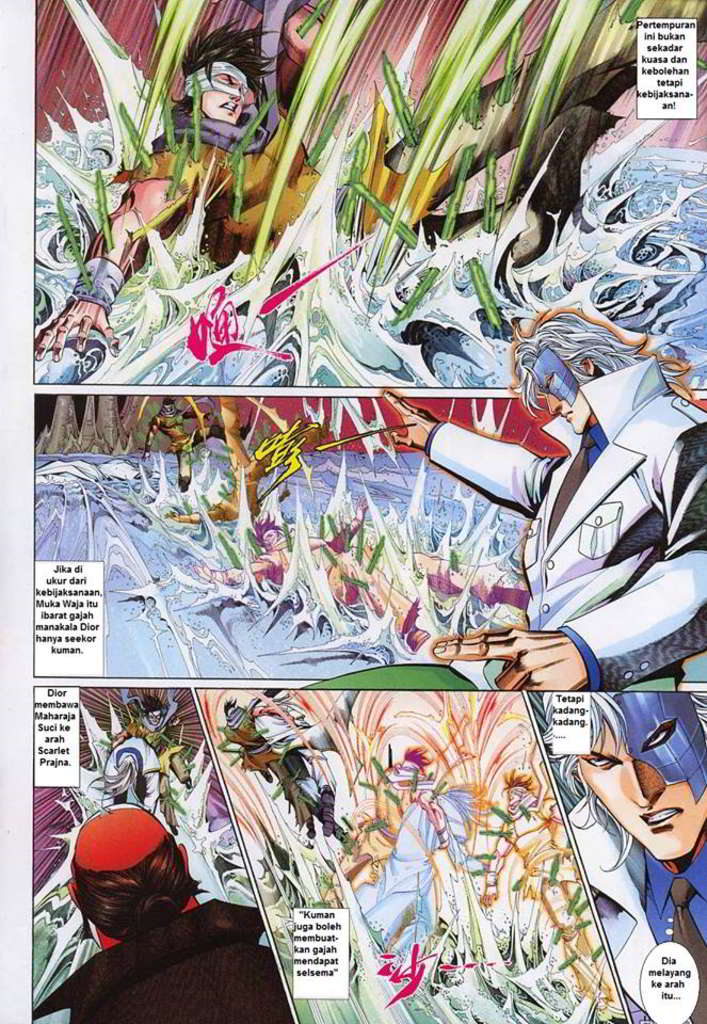 Pertempuran
ini bukan
sekadar
kuasa dan
kebolehan
tetapi
kebijaksana-
an!
Jika di
ukur dari
kebijaksanaan,
Muka Waja itu
ibarat gajah
manakala Dior
hanya seekor
kuman.
Dior
membawa
Maharaja
Suci ke
arah
Scarlet
Prajna.
"Kuman
juga boleh
membuat-
kan gajah
mendapat
selsema"
Tetapi
kadang-
kadang.
....
Dia
melayang
ke arah
itu...